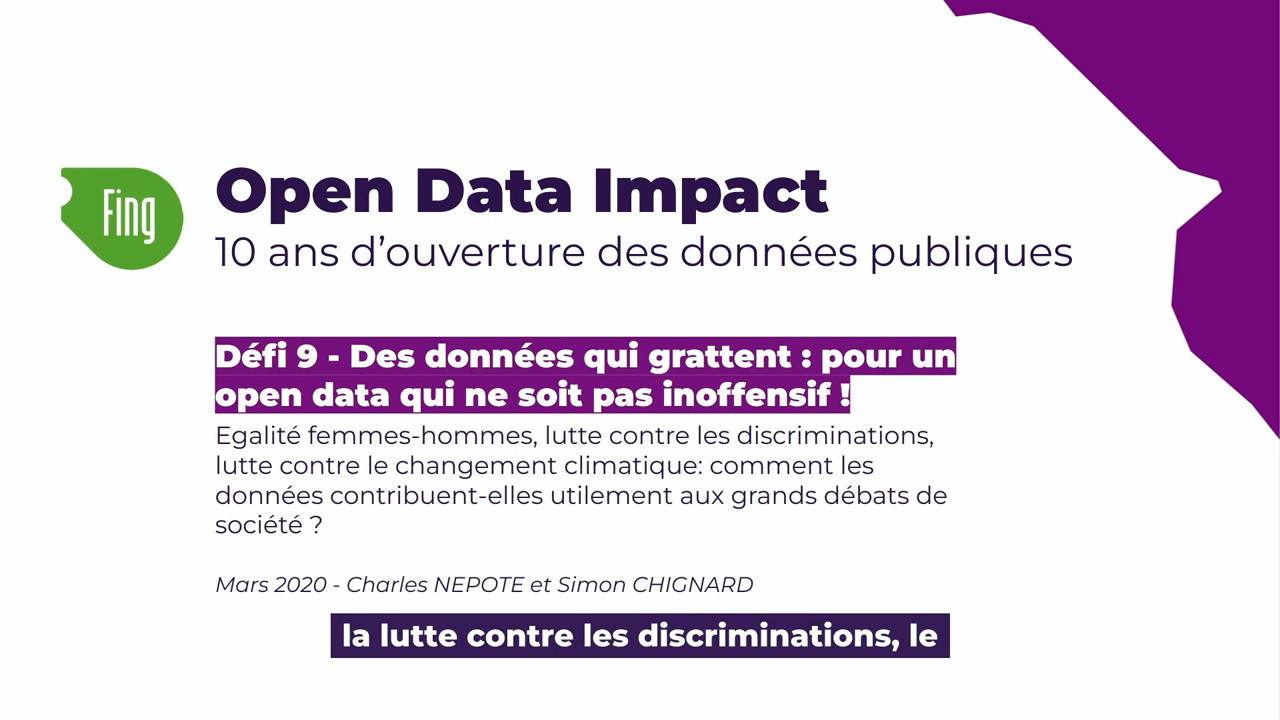 Fing
Open Data Impact
10 ans d’ouverture des données publiques
Défi 9 - Des données qui grattent : pour un
open data qui ne soit pas inoffensif !
Egalité femmes-hommes, lutte contre les discriminations,
lutte contre le changement climatique: comment les
données contribuent-elles utilement aux grands débats de
société ?
Mars 2020 - Charles NEPOTE et Simon CHIGNARD
la lutte contre les discriminations, le